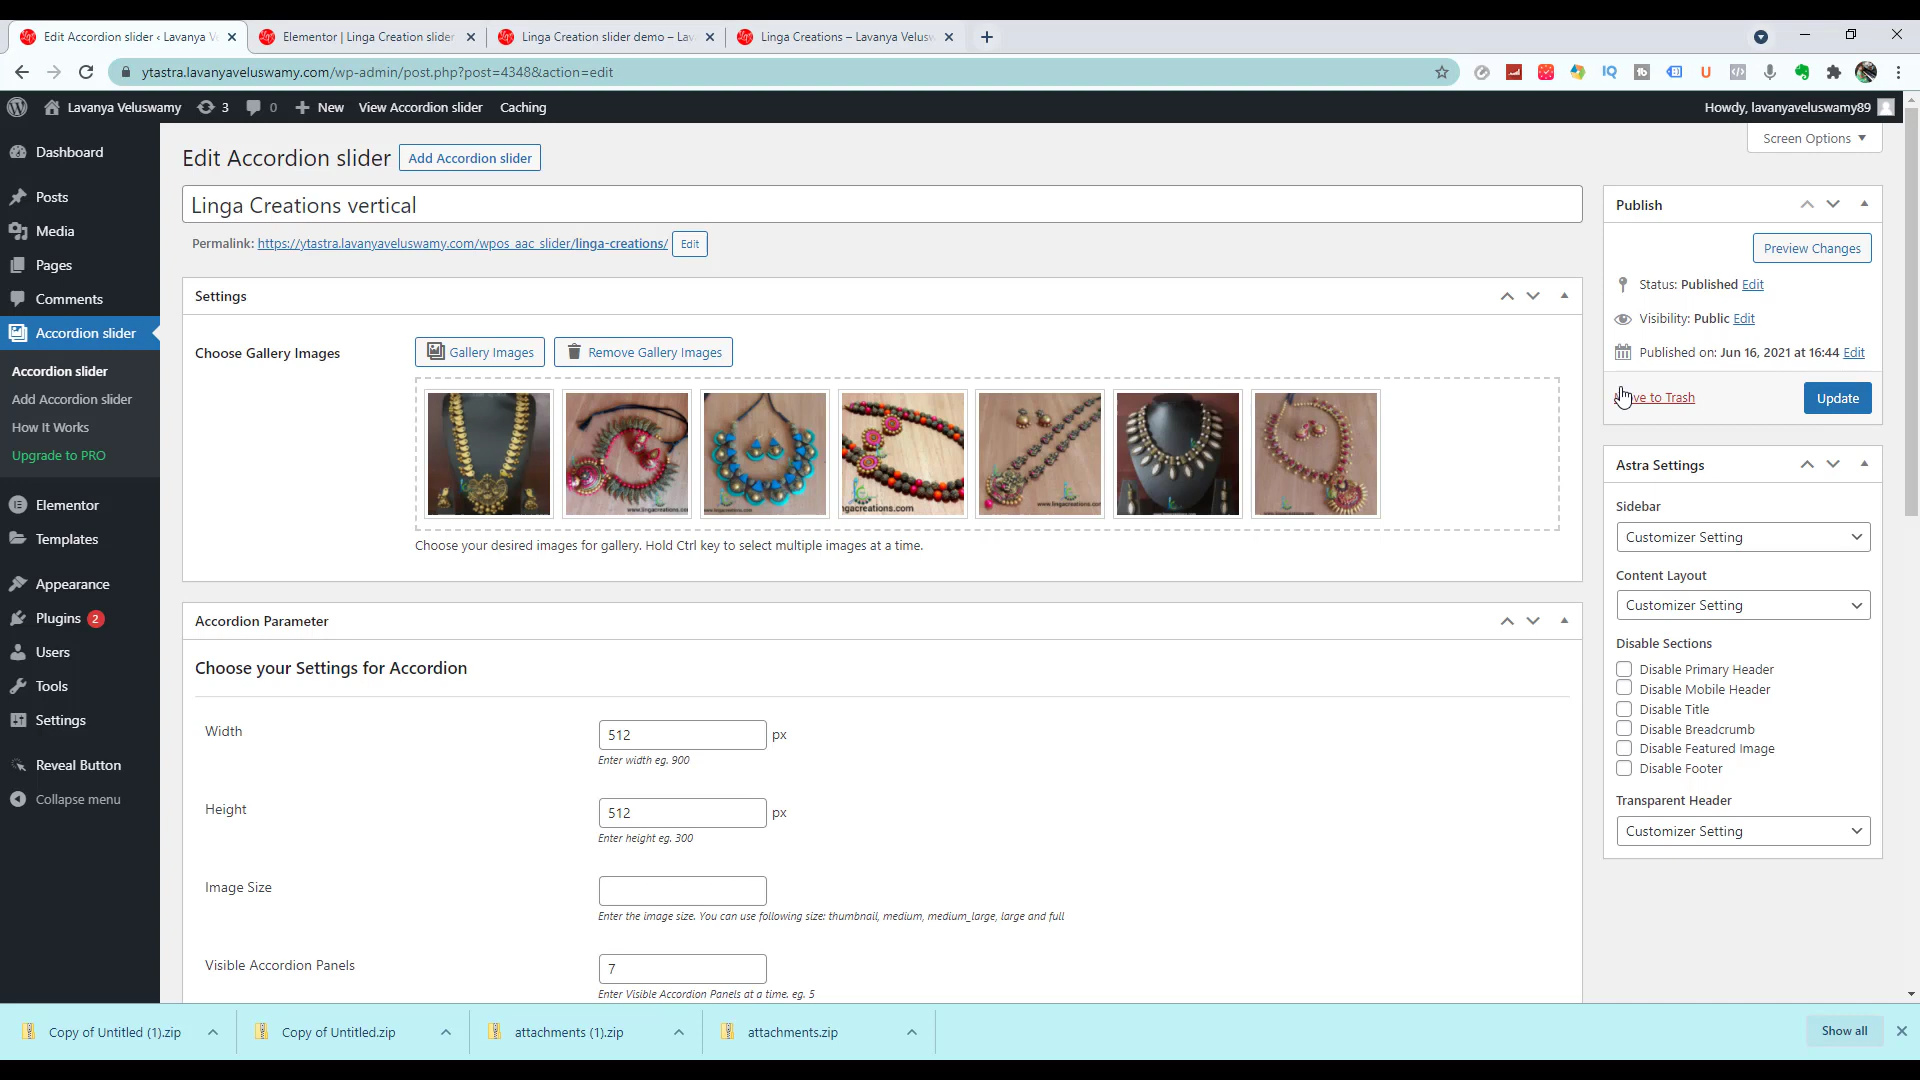 Edit Accordion slider ‹ Lavanya V
Elementor | Linga Creation slider
Linga Creation slider demo – Lav
Linga Creations – Lavanya Velusw
ytastra.lavanyaveluswamy.com/wp-admin/post.php?post=4348&action=edit
Lavanya Veluswamy
3
0
New
View Accordion slider
Caching
Howdy, lavanyaveluswamy89
Screen Options
Dashboard
Posts
Media
Pages
Comments
Accordion slider
Accordion slider
Add Accordion slider
How It Works
Upgrade to PRO
Elementor
Templates
Appearance
Plugins 2
Users
Tools
Settings
Reveal Button
Collapse menu
Edit Accordion slider
Add Accordion slider
Linga Creations vertical
Permalink: https://ytastra.lavanyaveluswamy.com/wpos_aac_slider/linga-creations/ Edit
Settings
Choose Gallery Images
Gallery Images
Remove Gallery Images
Choose your desired images for gallery. Hold Ctrl key to select multiple images at a time.
Accordion Parameter
Choose your Settings for Accordion
Width
512 px
Enter width eg. 900
Height
512 px
Enter height eg. 300
Image Size
Enter the image size. You can use following size: thumbnail, medium, medium_large, large and full
Visible Accordion Panels
7
Enter Visible Accordion Panels at a time. eg. 5
Publish
Preview Changes
Status: Published Edit
Visibility: Public Edit
Published on: Jun 16, 2021 at 16:44 Edit
ve to Trash
Update
Astra Settings
Sidebar
Customizer Setting
Content Layout
Customizer Setting
Disable Sections
Disable Primary Header
Disable Mobile Header
Disable Title
Disable Breadcrumb
Disable Featured Image
Disable Footer
Transparent Header
Customizer Setting
Copy of Untitled (1).zip
Copy of Untitled.zip
attachments (1).zip
attachments.zip
Show all